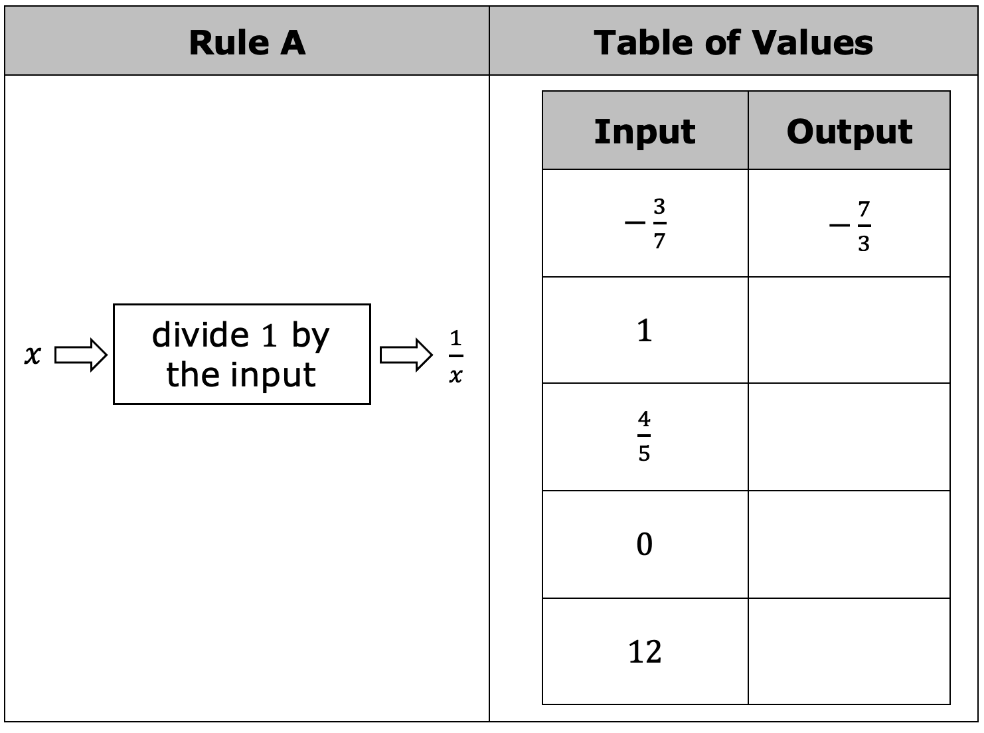 Rule A
Table of Values
x
divide 1 by
the input
1/x
Input Output
−3/7 −7/3
1
4/5
0
12